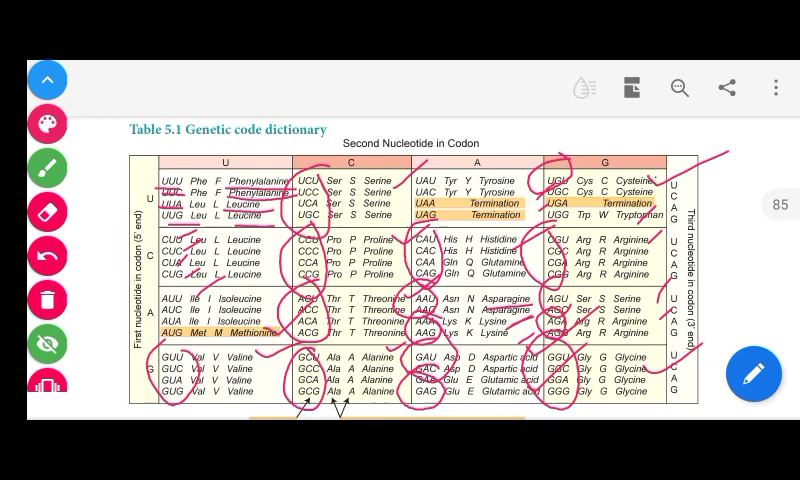 Table 5.1 Genetic code dictionary
Second Nucleotide in Codon
U C A G
First nucleotide in codon (5' end)
Third nucleotide in codon (3' end)
U
UUU Phe F Phenylalanine UCU Ser S Serine UAU Tyr Y Tyrosine UGU Cys C Cysteine U
UUC Phe F Phenylalanine UCC Ser S Serine UAC Tyr Y Tyrosine UGC Cys C Cysteine C
UUA Leu L Leucine UCA Ser S Serine UAA Termination UGA Termination A
UUG Leu L Leucine UGC Ser S Serine UAG Termination UGG Trp W Tryptophan G
C
CUU Leu L Leucine CCU Pro P Proline CAU His H Histidine CGU Arg R Arginine U
CUC Leu L Leucine CCC Pro P Proline CAC His H Histidine CGC Arg R Arginine C
CUA Leu L Leucine CCA Pro P Proline CAA Gln Q Glutamine CGA Arg R Arginine A
CUG Leu L Leucine CCG Pro P Proline CAG Gln Q Glutamine CGG Arg R Arginine G
A
AUU Ile I Isoleucine ACU Thr T Threonine AAU Asn N Asparagine AGU Ser S Serine U
AUC Ile I Isoleucine ACC Thr T Threonine AAC Asn N Asparagine AGC Ser S Serine C
AUA Ile I Isoleucine ACA Thr T Threonine AAA Lys K Lysine AGA Arg R Arginine A
AUG Met M Methionine ACG Thr T Threonine AAG Lys K Lysine AGG Arg R Arginine G
G
GUU Val V Valine GCU Ala A Alanine GAU Asp D Aspartic acid GGU Gly G Glycine U
GUC Val V Valine GCC Ala A Alanine GAC Asp D Aspartic acid GGC Gly G Glycine C
GUA Val V Valine GCA Ala A Alanine GAA Glu E Glutamic acid GGA Gly G Glycine A
GUG Val V Valine GCG Ala A Alanine GAG Glu E Glutamic acid GGG Gly G Glycine G
85